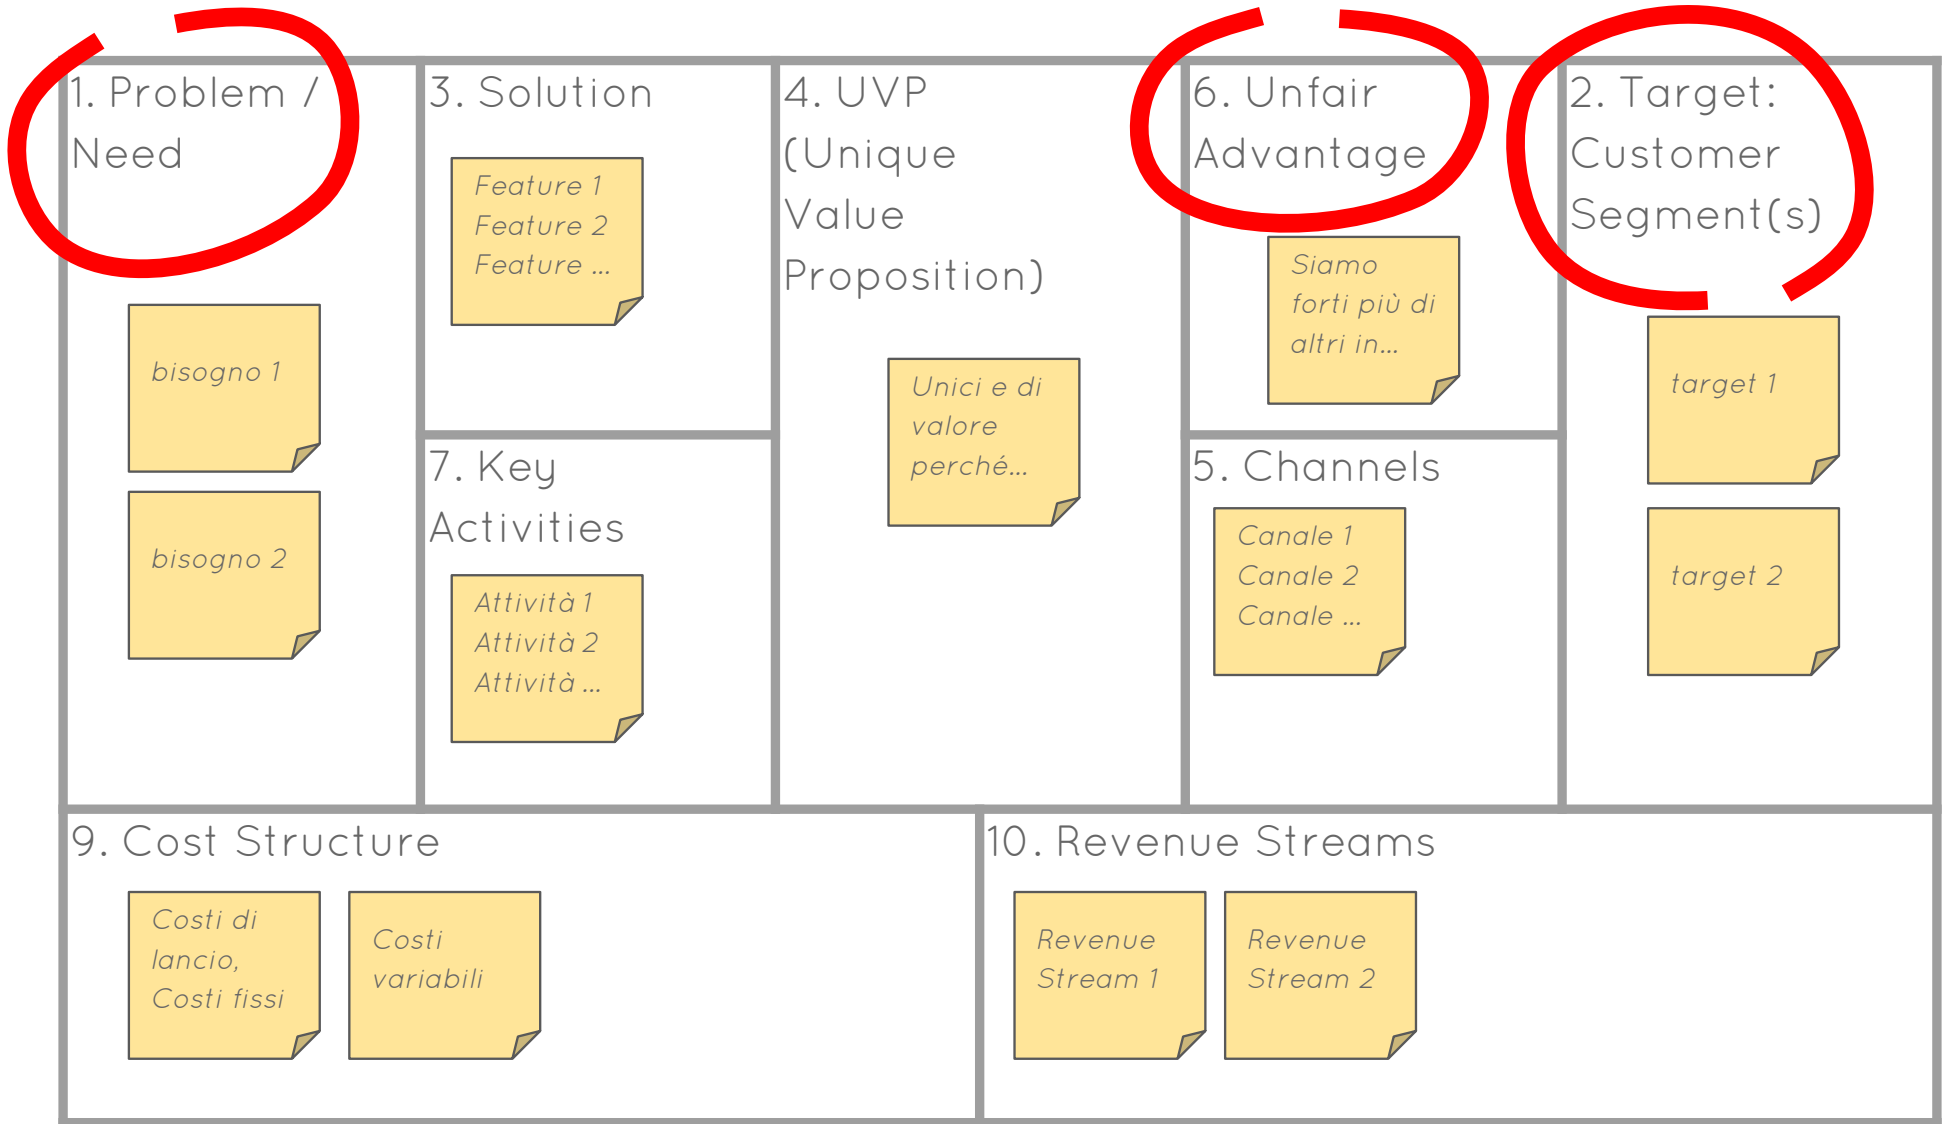 1. Problem /
Need
bisogno 1
bisogno 2
3. Solution
Feature 1
Feature 2
Feature ...
7. Key
Activities
Attività 1
Attività 2
Attività ...
4. UVP
(Unique
Value
Proposition)
Unici e di
valore
perché...
6. Unfair
Advantage
Siamo
forti più di
altri in...
5. Channels
Canale 1
Canale 2
Canale ...
2. Target:
Customer
Segment(s)
target 1
target 2
9. Cost Structure
Costi di
lancio,
Costi fissi
Costi
variabili
10. Revenue Streams
Revenue
Stream 1
Revenue
Stream 2